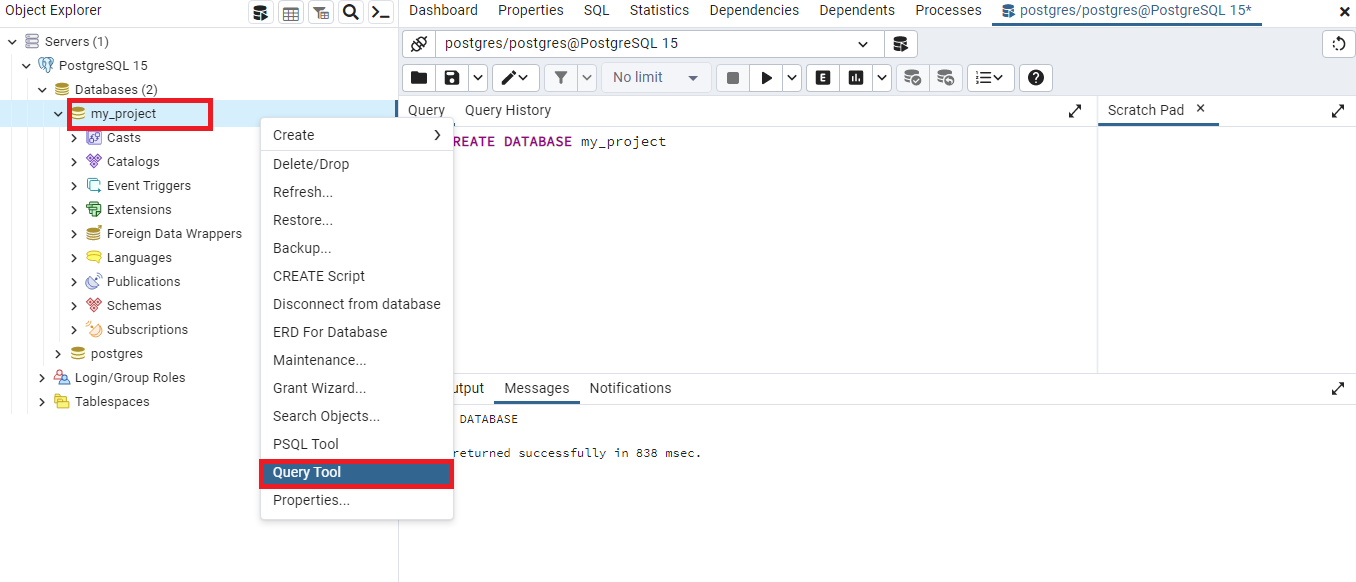 Object Explorer
Dashboard Properties SQL Statistics Dependencies Dependents Processes postgres/postgres@PostgreSQL 15*
Servers (1)
PostgreSQL 15
Databases (2)
my_project
Casts
Catalogs
Event Triggers
Extensions
Foreign Data Wrappers
Languages
Publications
Schemas
Subscriptions
postgres
Login/Group Roles
Tablespaces
Create
Delete/Drop
Refresh...
Restore...
Backup...
CREATE Script
Disconnect from database
ERD For Database
Maintenance...
Grant Wizard...
Search Objects...
PSQL Tool
Query Tool
Properties...
postgres/postgres@PostgreSQL 15
No limit
E
Query Query History
Scratch Pad
REATE DATABASE my_project
utput Messages Notifications
DATABASE
returned successfully in 838 msec.